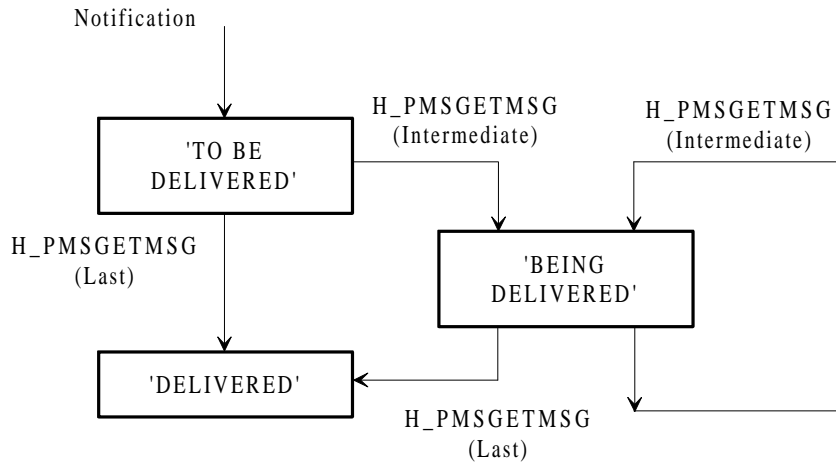 Notification
H_PMSGETMSG
(Intermediate)
H_PMSGETMSG
(Intermediate)
'TO BE
DELIVERED'
H_PMSGETMSG
(Last)
'BEING
DELIVERED'
'DELIVERED'
H_PMSGETMSG
(Last)